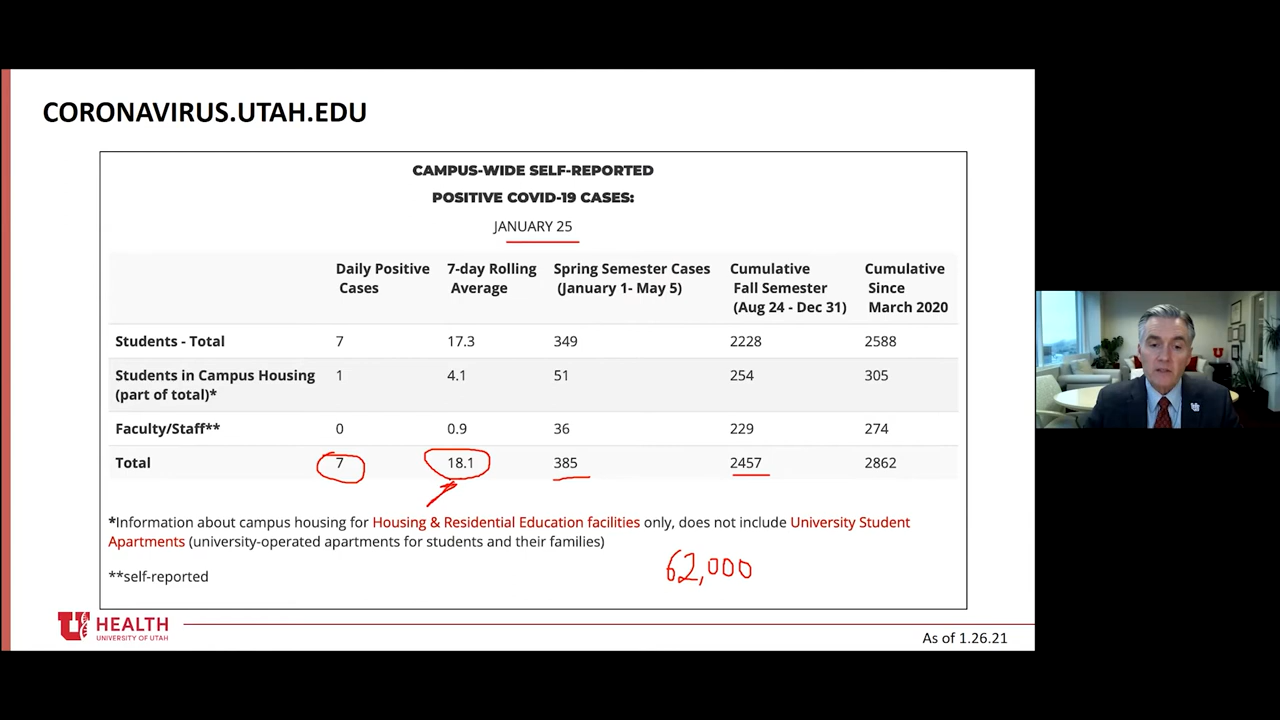 CORONAVIRUS.UTAH.EDU
CAMPUS-WIDE SELF-REPORTED
POSITIVE COVID-19 CASES:
JANUARY 25
Daily Positive Cases 7-day Rolling Average Spring Semester Cases (January 1- May 5) Cumulative Fall Semester (Aug 24 - Dec 31) Cumulative Since March 2020
Students - Total 7 17.3 349 2228 2588
Students in Campus Housing (part of total)* 1 4.1 51 254 305
Faculty/Staff** 0 0.9 36 229 274
Total 7 18.1 385 2457 2862
*Information about campus housing for Housing & Residential Education facilities only, does not include University Student
Apartments (university-operated apartments for students and their families)
62,000
**self-reported
U HEALTH
UNIVERSITY OF UTAH
As of 1.26.21